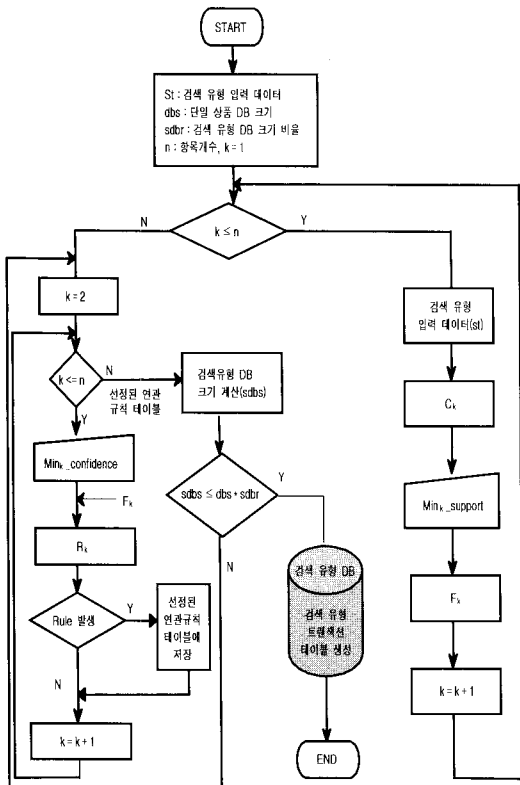 START
St : 검색 유형 입력 데이터
dbs : 단일 상품 DB 크기
sdbr : 검색 유형 DB 크기 비율
n : 항목개수, k = 1
N
k ≤ n
Y
k = 2
검색 유형
입력 데이터(st)
k <= n
N
선정된 연관
규칙 테이블
검색유형 DB
크기 계산(sdbs)
Y
Ck
Mink_confidence
Fk
sdbs ≤ dbs * sdbr
Y
Mink_support
Rk
N
검색 유형 DB
검색 유형
트랜잭션
테이블 생성
Fk
Rule 발생
Y
선정된
연관규칙
테이블에
저장
N
k = k + 1
k = k + 1
END